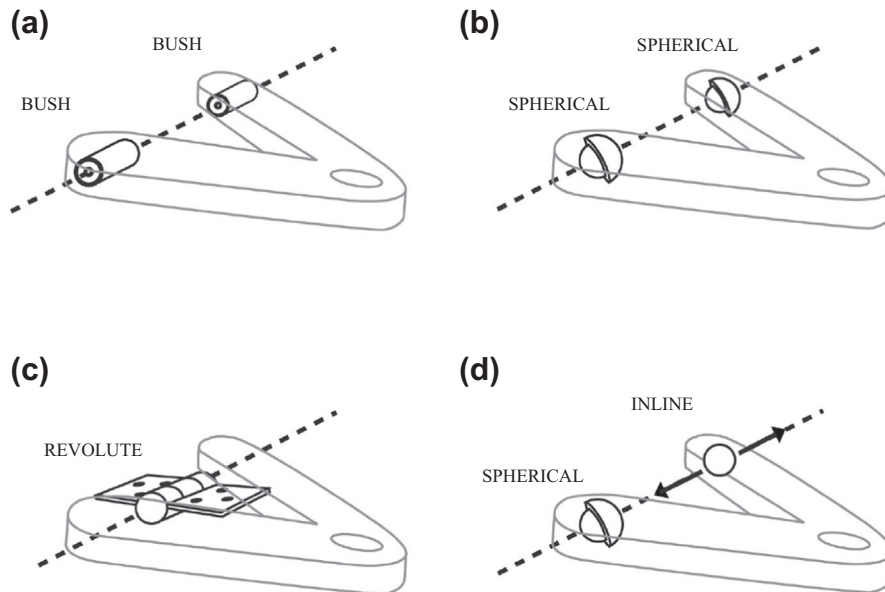 (a)
BUSH
BUSH
(b)
SPHERICAL
SPHERICAL
(c)
REVOLUTE
(d)
INLINE
SPHERICAL